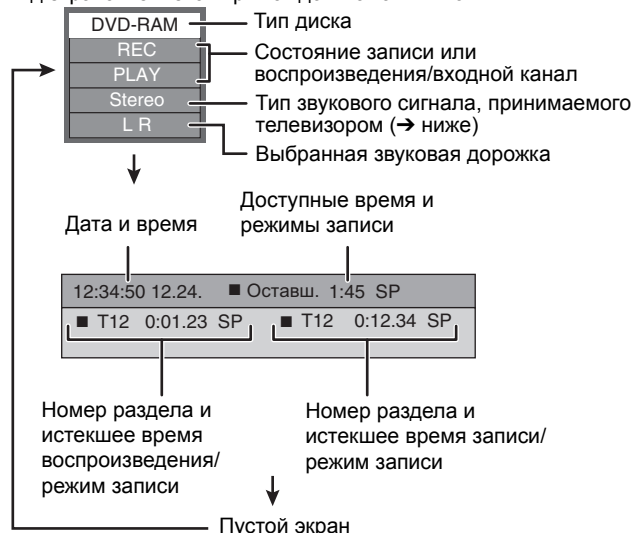 DVD-RAM
Тип диска
REC
PLAY
Состояние записи или
воспроизведения/входной канал
Stereo
Тип звукового сигнала, принимаемого
телевизором (➔ ниже)
L R
Выбранная звуковая дорожка
Дата и время
Доступные время и
режимы записи
12:34:50 12.24. ■ Оставш. 1:45 SP
■ T12 0:01.23 SP ■ T12 0:12.34 SP
Номер раздела и
истекшее время
воспроизведения/
режим записи
Номер раздела и
истекшее время записи/
режим записи
Пустой экран